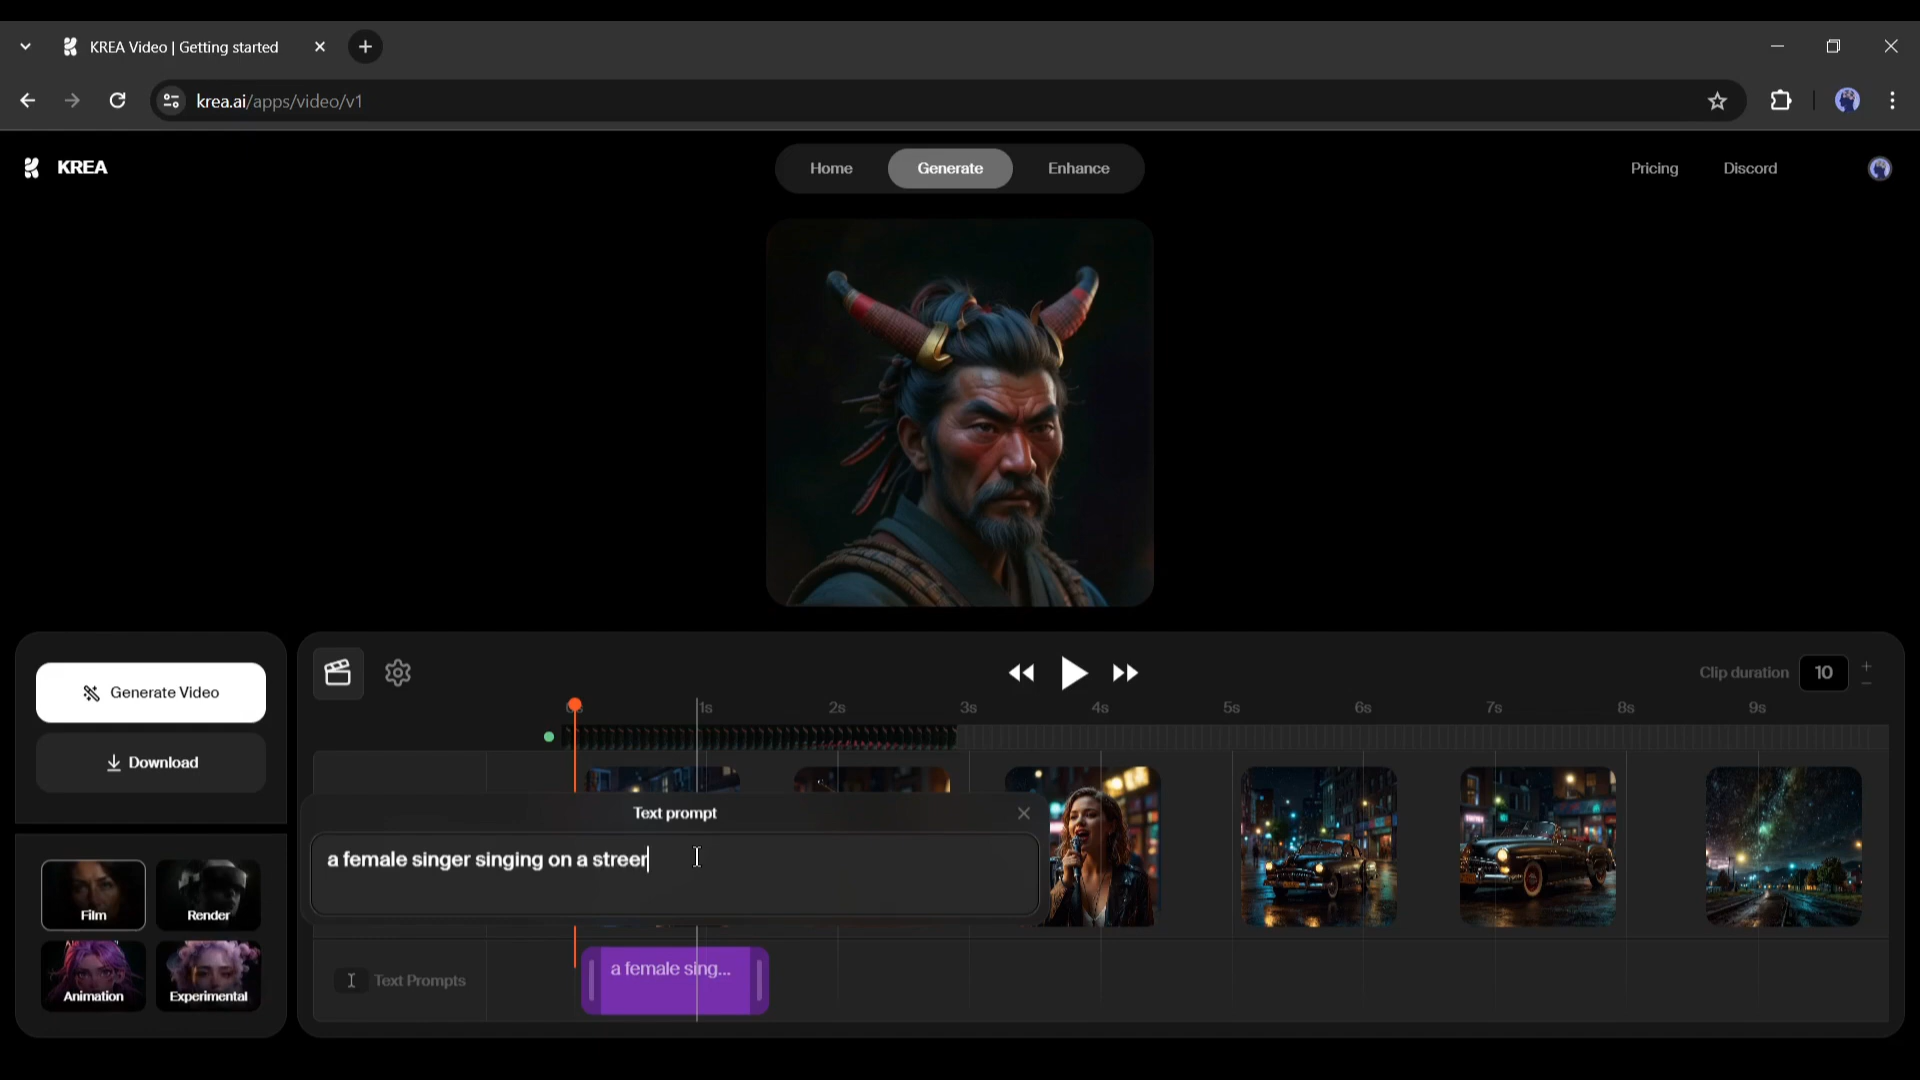 KREA Video | Getting started
krea.ai/apps/video/v1
KREA
Home
Generate
Enhance
Pricing
Discord
Generate Video
Download
Clip duration
10
1s
2s
3s
4s
5s
6s
7s
8s
9s
Text prompt
a female singer singing on a streer
Film
Render
Animation
Experimental
Text Prompts
a female sing...